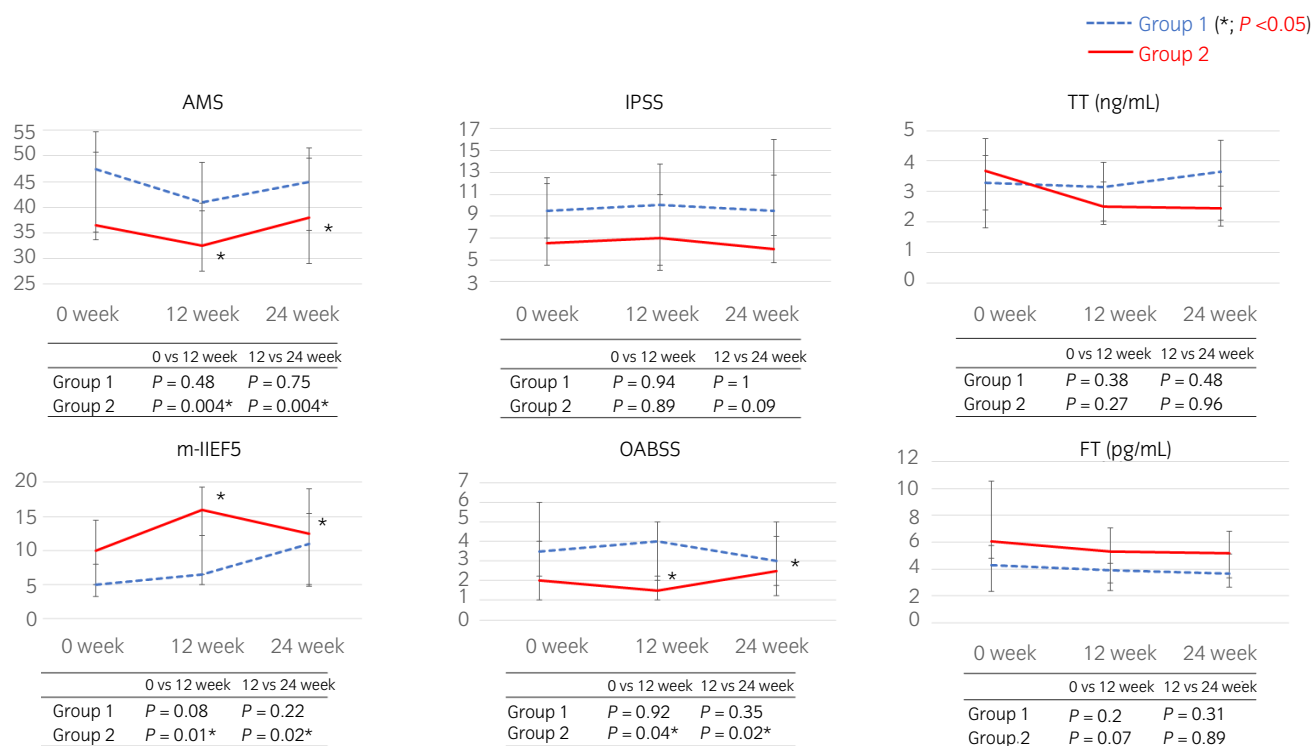 Group 1 (*; P <0.05)
Group 2
AMS
55
50
45
40
35
30
25
*
*
0 week 12 week 24 week
0 vs 12 week 12 vs 24 week
Group 1 P = 0.48 P = 0.75
Group 2 P = 0.004* P = 0.004*
IPSS
17
15
13
11
9
7
5
3
0 week 12 week 24 week
0 vs 12 week 12 vs 24 week
Group 1 P = 0.94 P = 1
Group 2 P = 0.89 P = 0.09
TT (ng/mL)
5
4
3
2
1
0
0 week 12 week 24 week
0 vs 12 week 12 vs 24 week
Group 1 P = 0.38 P = 0.48
Group 2 P = 0.27 P = 0.96
m-IIEF5
20
15
10
5
0
*
*
0 week 12 week 24 week
0 vs 12 week 12 vs 24 week
Group 1 P = 0.08 P = 0.22
Group 2 P = 0.01* P = 0.02*
OABSS
7
6
5
4
3
2
1
0
*
*
0 week 12 week 24 week
0 vs 12 week 12 vs 24 week
Group 1 P = 0.92 P = 0.35
Group 2 P = 0.04* P = 0.02*
FT (pg/mL)
12
10
8
6
4
2
0
0 week 12 week 24 week
0 vs 12 week 12 vs 24 week
Group 1 P = 0.2 P = 0.31
Group.2 P = 0.07 P = 0.89